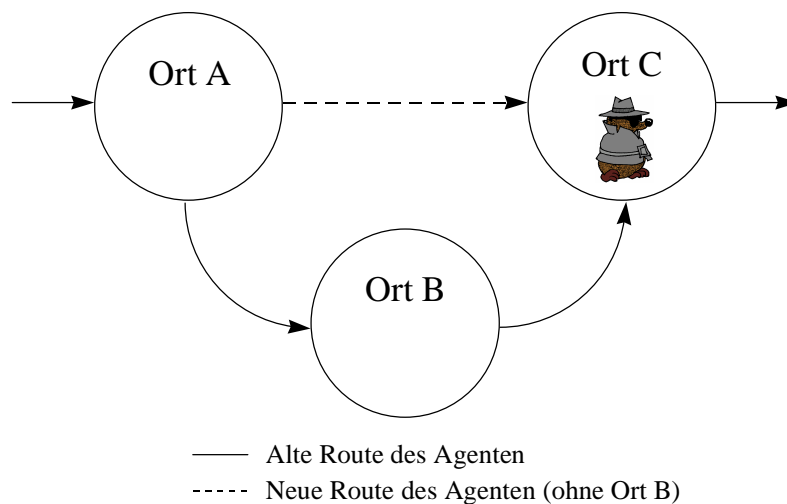 Ort A
Ort C
Ort B
Alte Route des Agenten
Neue Route des Agenten (ohne Ort B)